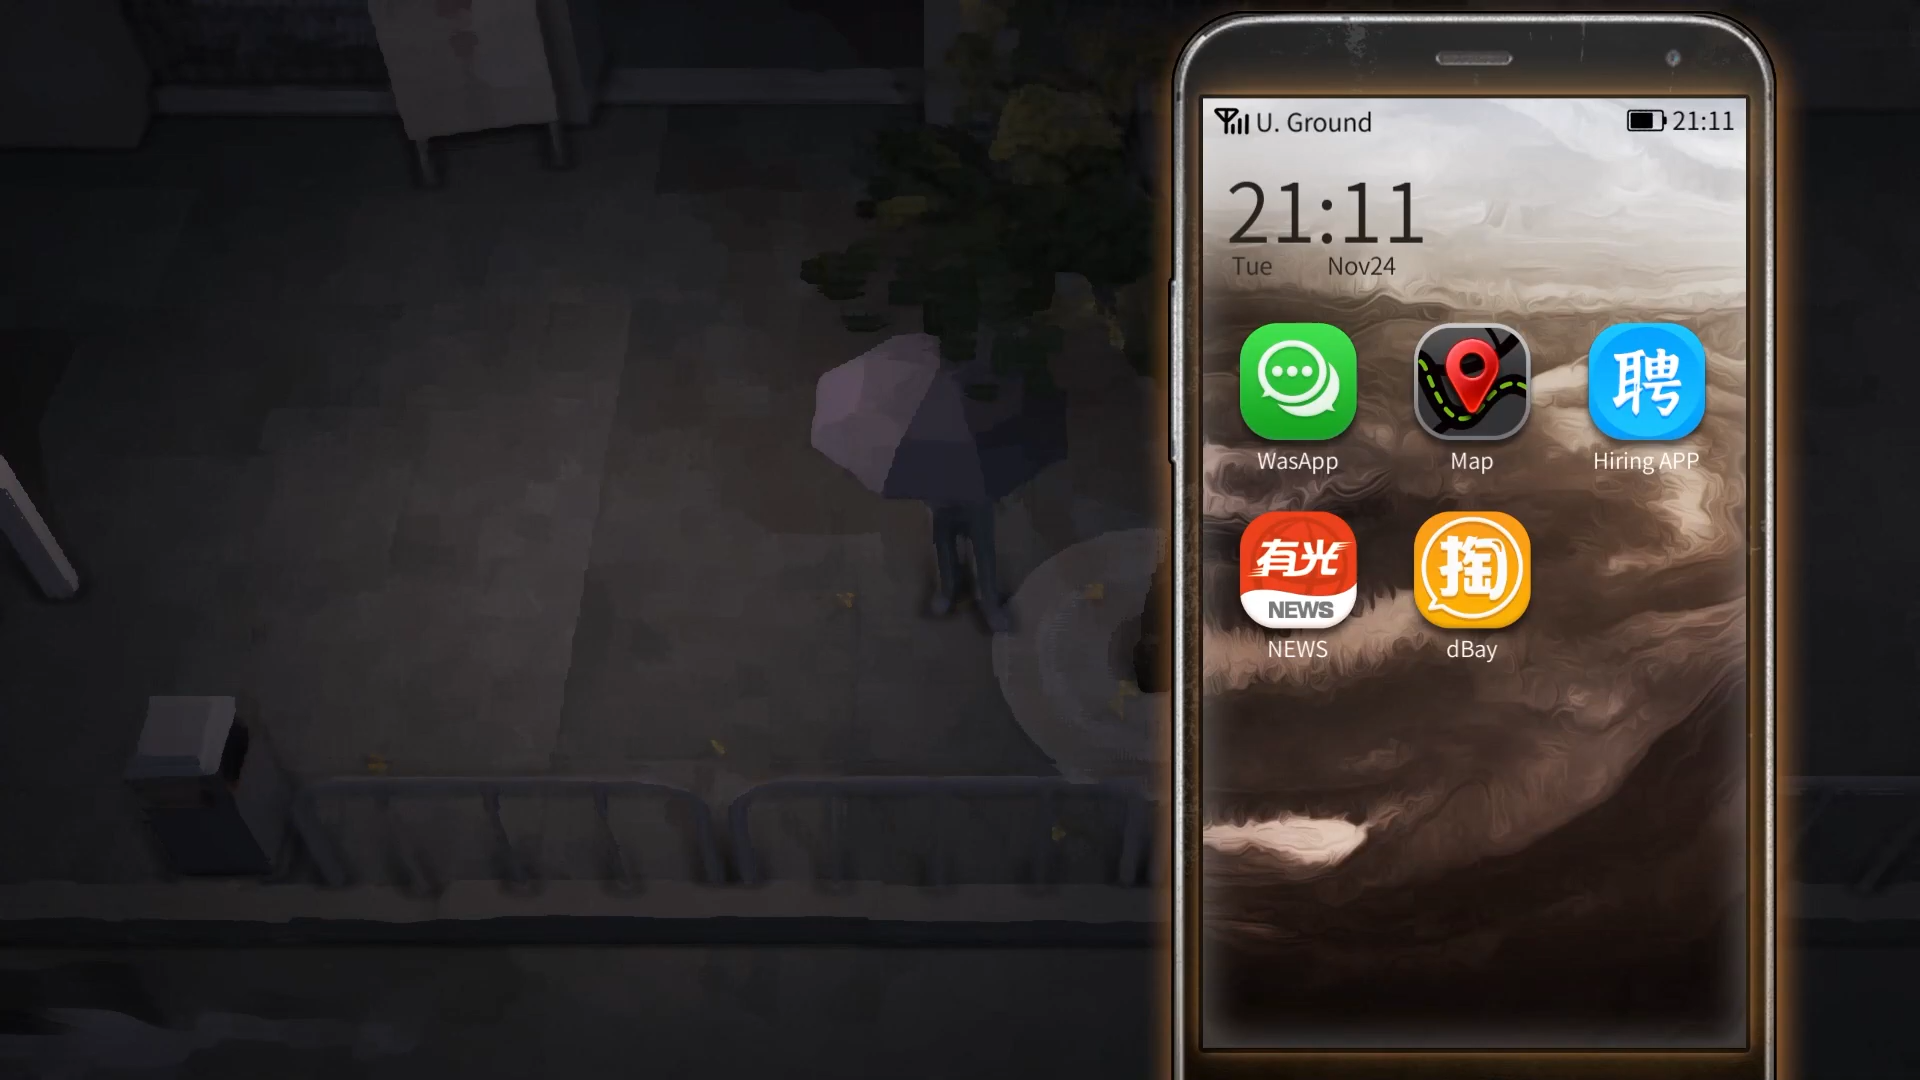 U. Ground
21:11
21:11
Tue Nov24
聘
WasApp Map Hiring APP
有光 掏
NEWS
NEWS dBay